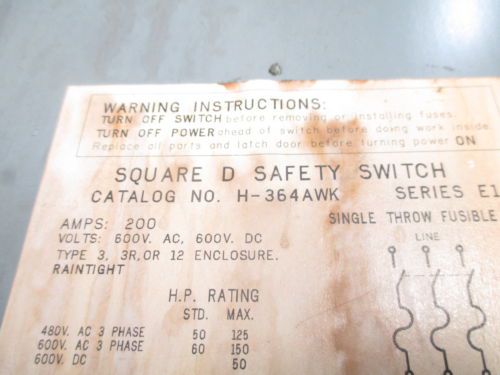 WARNING INSTRUCTIONS:
TURN OFF SWITCH before removing or installing fuses.
TURN OFF POWER ahead of switch before doing work inside.
Replace all parts and latch door before turning power ON
SQUARE D SAFETY SWITCH
CATALOG NO. H-364AWK SERIES E1
AMPS: 200
VOLTS: 600V. AC, 600V. DC
TYPE 3, 3R, OR 12 ENCLOSURE.
RAINTIGHT
SINGLE THROW FUSIBLE
LINE
H.P. RATING
STD. MAX.
480V. AC 3 PHASE 50 125
600V. AC 3 PHASE 60 150
600V. DC 50